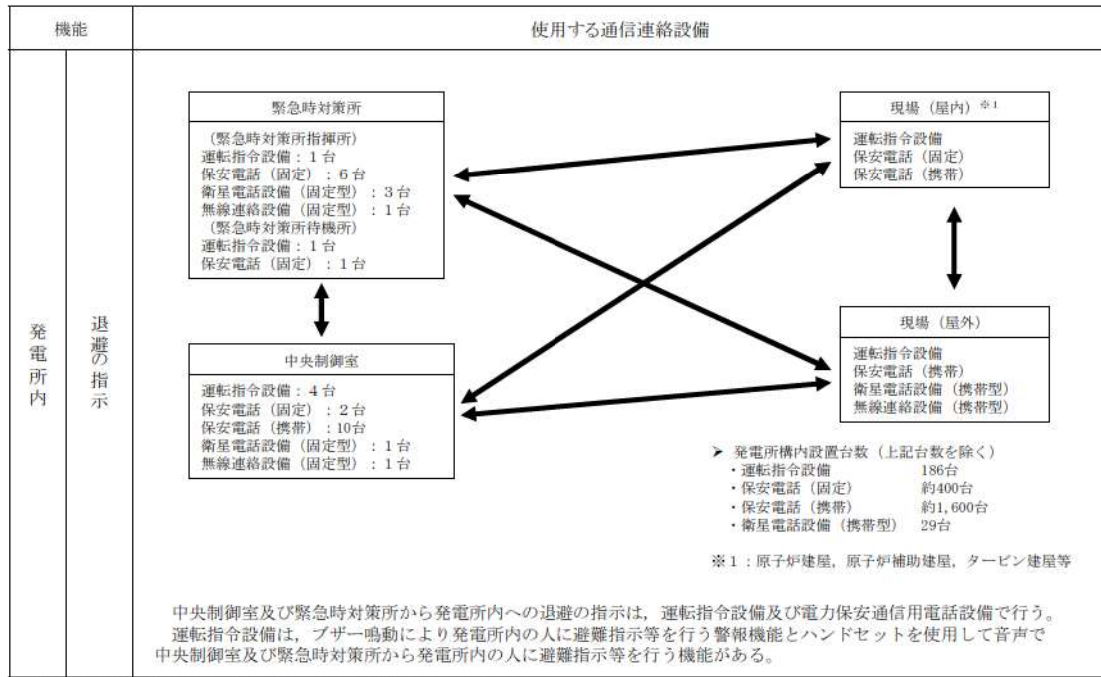 機能
使用する通信連絡設備
発電所内
退避の指示
緊急時対策所
(緊急時対策所指揮所)
運転指令設備:1台
保安電話(固定):6台
衛星電話設備(固定型):3台
無線連絡設備(固定型):1台
(緊急時対策所待機所)
運転指令設備:1台
保安電話(固定):1台
中央制御室
運転指令設備:4台
保安電話(固定):2台
保安電話(携帯):10台
衛星電話設備(固定型):1台
無線連絡設備(固定型):1台
現場(屋内)※1
運転指令設備
保安電話(固定)
保安電話(携帯)
現場(屋外)
運転指令設備
保安電話(携帯)
衛星電話設備(携帯型)
無線連絡設備(携帯型)
➢ 発電所構内設置台数(上記台数を除く)
・運転指令設備 186台
・保安電話(固定) 約400台
・保安電話(携帯) 約1,600台
・衛星電話設備(携帯型) 29台
※1:原子炉建屋,原子炉補助建屋,タービン建屋等
中央制御室及び緊急時対策所から発電所内への退避の指示は,運転指令設備及び電力保安通信用電話設備で行う。
運転指令設備は,ブザー鳴動により発電所内の人に避難指示等を行う警報機能とハンドセットを使用して音声で
中央制御室及び緊急時対策所から発電所内の人に避難指示等を行う機能がある。